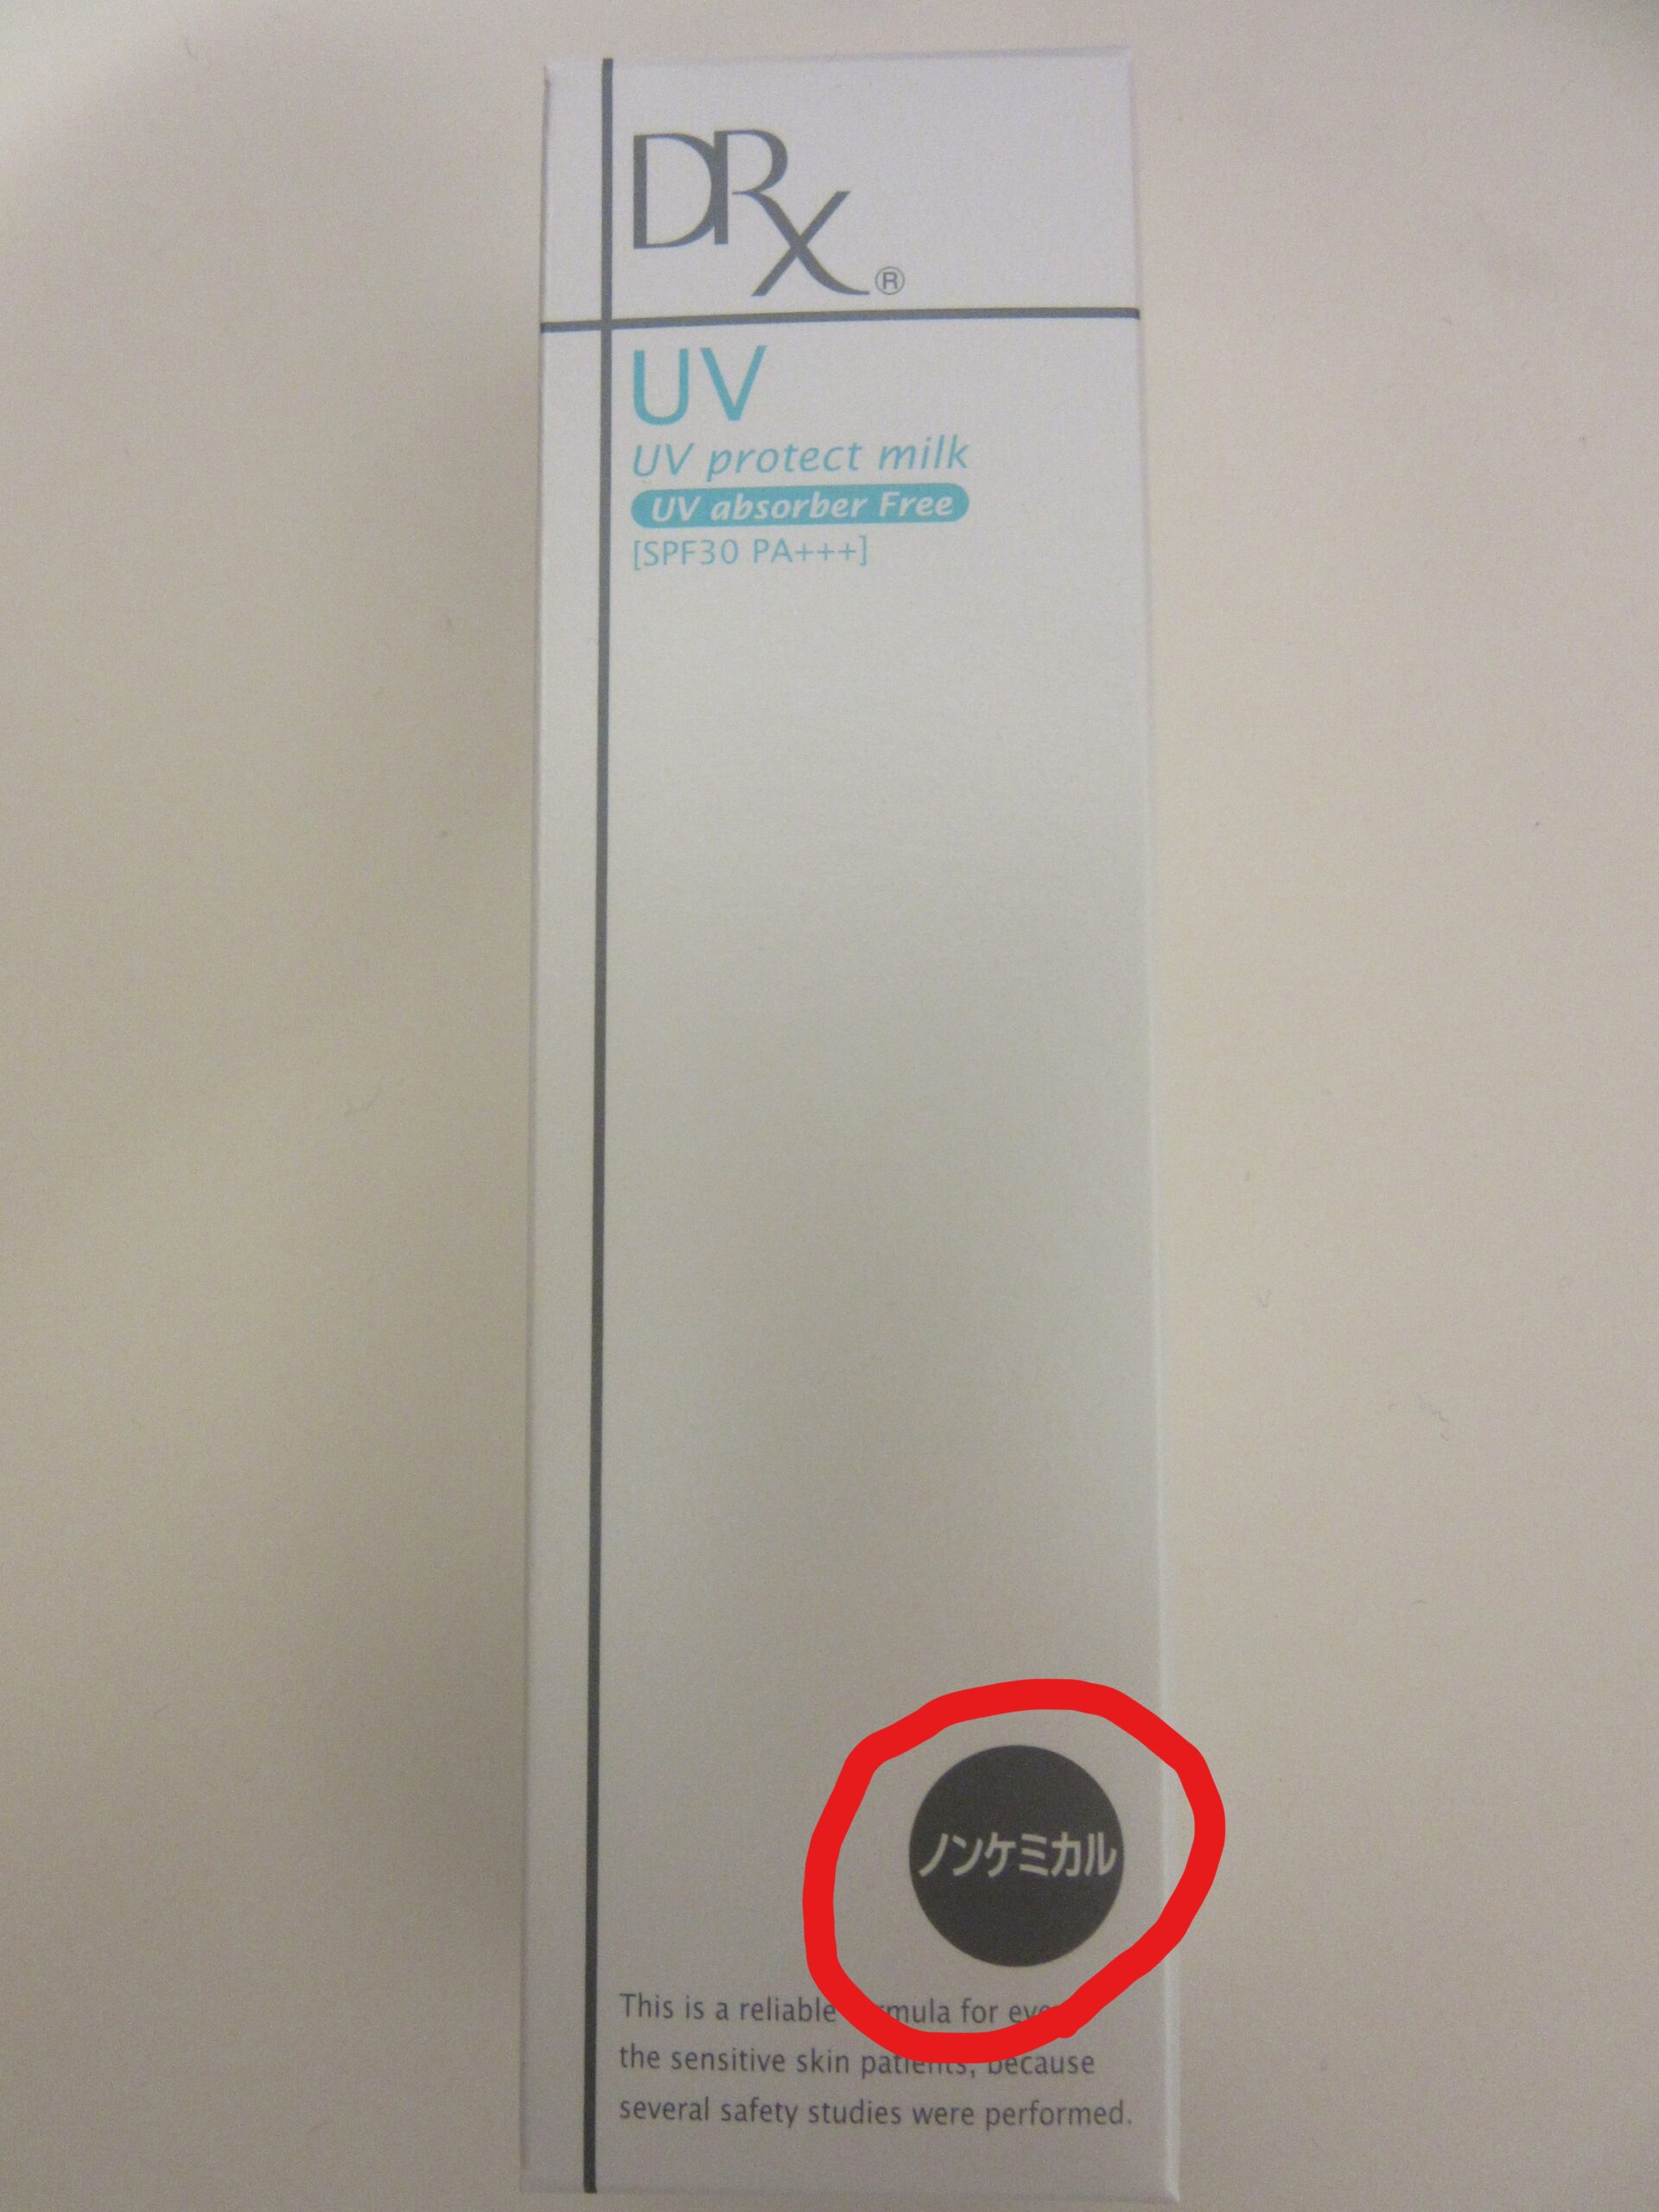 DRX®
UV
UV protect milk
UV absorber Free
[SPF30 PA+++]
ノンケミカル
This is a reliable for
the sensitive skin patients, because
several safety studies were performed.